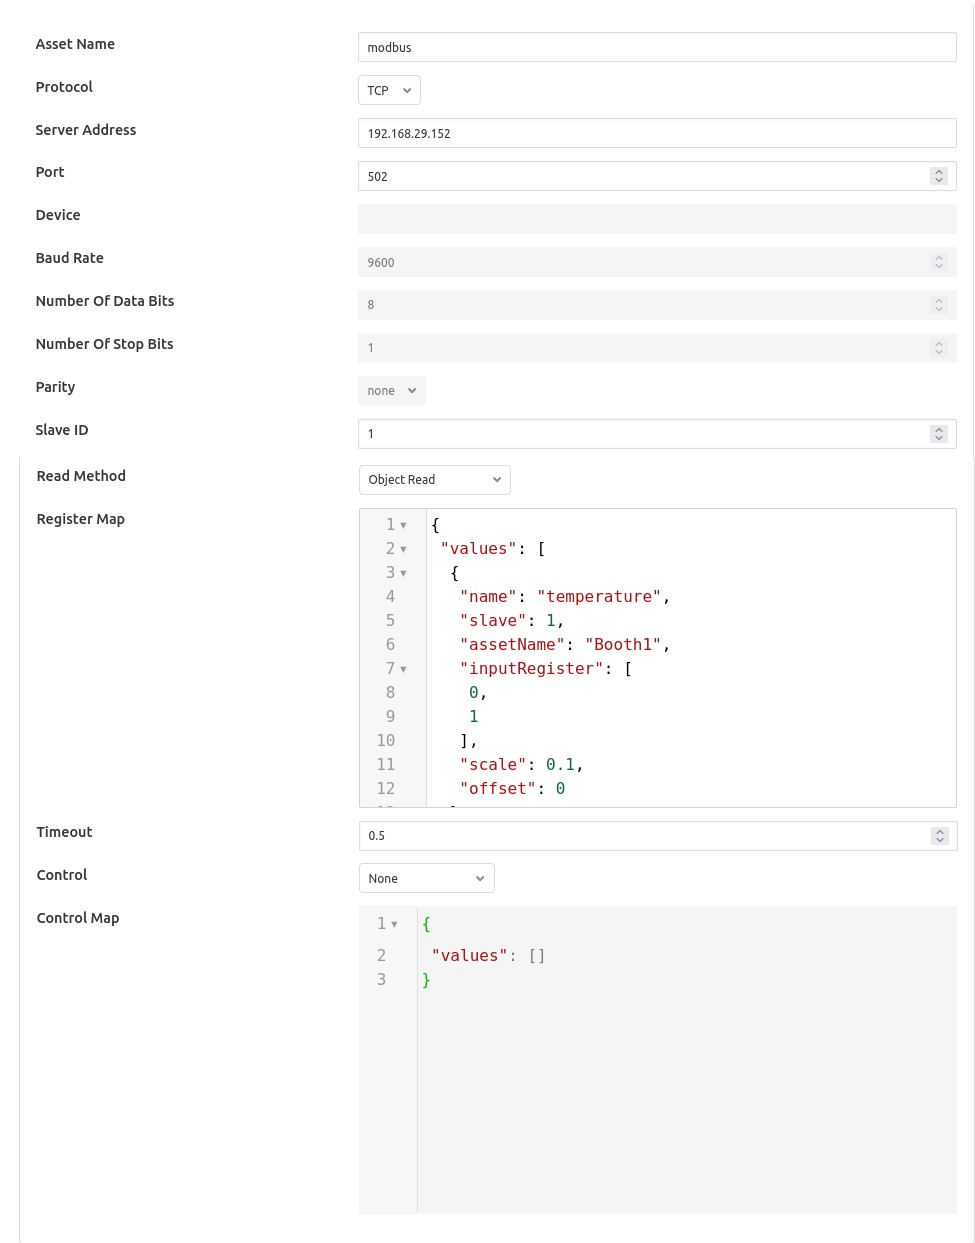 Asset Name
modbus
Protocol
TCP
Server Address
192.168.29.152
Port
502
Device
Baud Rate
9600
Number Of Data Bits
8
Number Of Stop Bits
1
Parity
none
Slave ID
1
Read Method
Object Read
Register Map
1 {
2 "values": [
3 {
4 "name": "temperature",
5 "slave": 1,
6 "assetName": "Booth1",
7 "inputRegister": [
8 0,
9 1
10 ],
11 "scale": 0.1,
12 "offset": 0
Timeout
0.5
Control
None
Control Map
1 {
2 "values": []
3 }